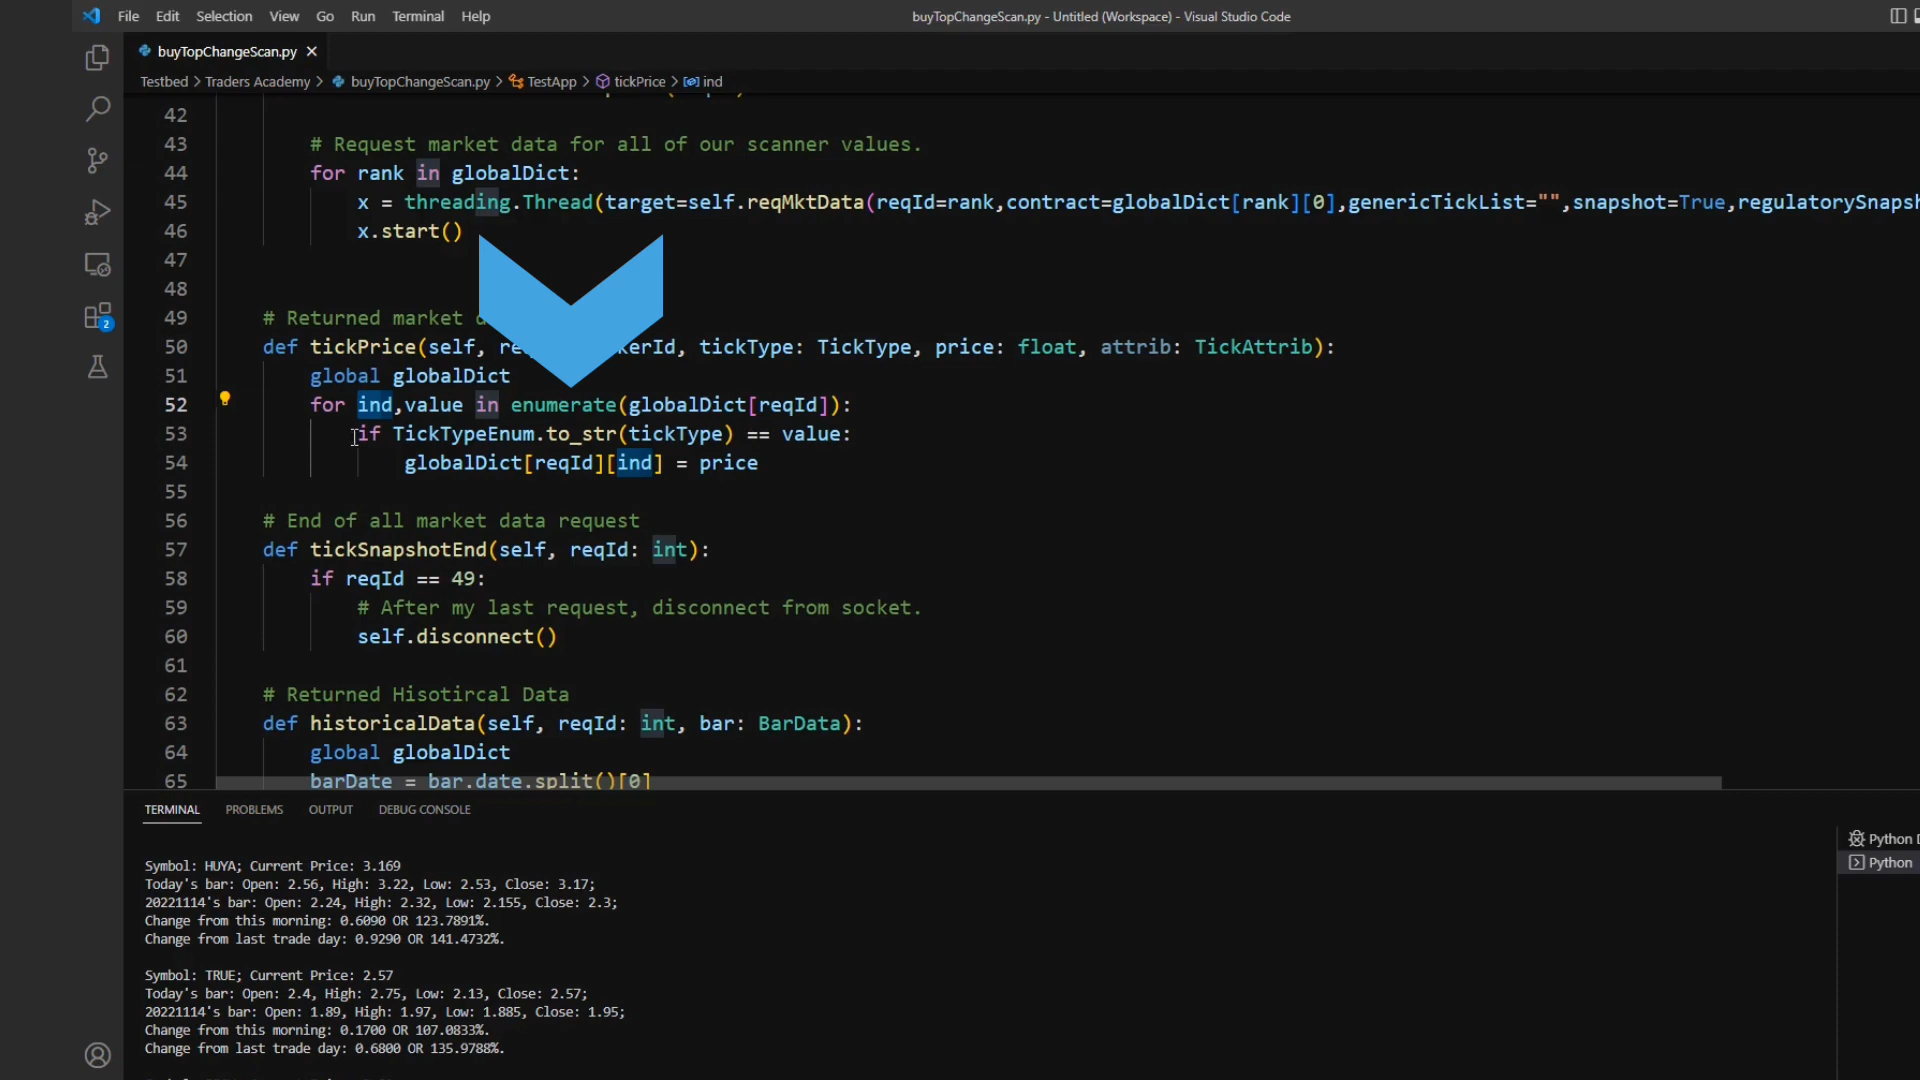 File Edit Selection View Go Run Terminal Help
buyTopChangeScan.py - Untitled (Workspace) - Visual Studio Code
buyTopChangeScan.py
Testbed > Traders Academy > buyTopChangeScan.py > TestApp > tickPrice > ind
42
43 # Request market data for all of our scanner values.
44 for rank in globalDict:
45 x = threading.Thread(target=self.reqMktData(reqId=rank,contract=globalDict[rank][0],genericTickList="",snapshot=True,regulatorySnapsh
46 x.start()
47
48
49 # Returned market
50 def tickPrice(self, kerId, tickType: TickType, price: float, attrib: TickAttrib):
51 global globalDict
52 for ind,value in enumerate(globalDict[reqId]):
53 if TickTypeEnum.to_str(tickType) == value:
54 globalDict[reqId][ind] = price
55
56 # End of all market data request
57 def tickSnapshotEnd(self, reqId: int):
58 if reqId == 49:
59 # After my last request, disconnect from socket.
60 self.disconnect()
61
62 # Returned Hisotircal Data
63 def historicalData(self, reqId: int, bar: BarData):
64 global globalDict
65 barDate = bar.date.split()[0]
2
TERMINAL PROBLEMS OUTPUT DEBUG CONSOLE
Python D
Python
Symbol: HUYA; Current Price: 3.169
Today's bar: Open: 2.56, High: 3.22, Low: 2.53, Close: 3.17;
20221114's bar: Open: 2.24, High: 2.32, Low: 2.155, Close: 2.3;
Change from this morning: 0.6090 OR 123.7891%.
Change from last trade day: 0.9290 OR 141.4732%.
Symbol: TRUE; Current Price: 2.57
Today's bar: Open: 2.4, High: 2.75, Low: 2.13, Close: 2.57;
20221114's bar: Open: 1.89, High: 1.97, Low: 1.885, Close: 1.95;
Change from this morning: 0.1700 OR 107.0833%.
Change from last trade day: 0.6800 OR 135.9788%.